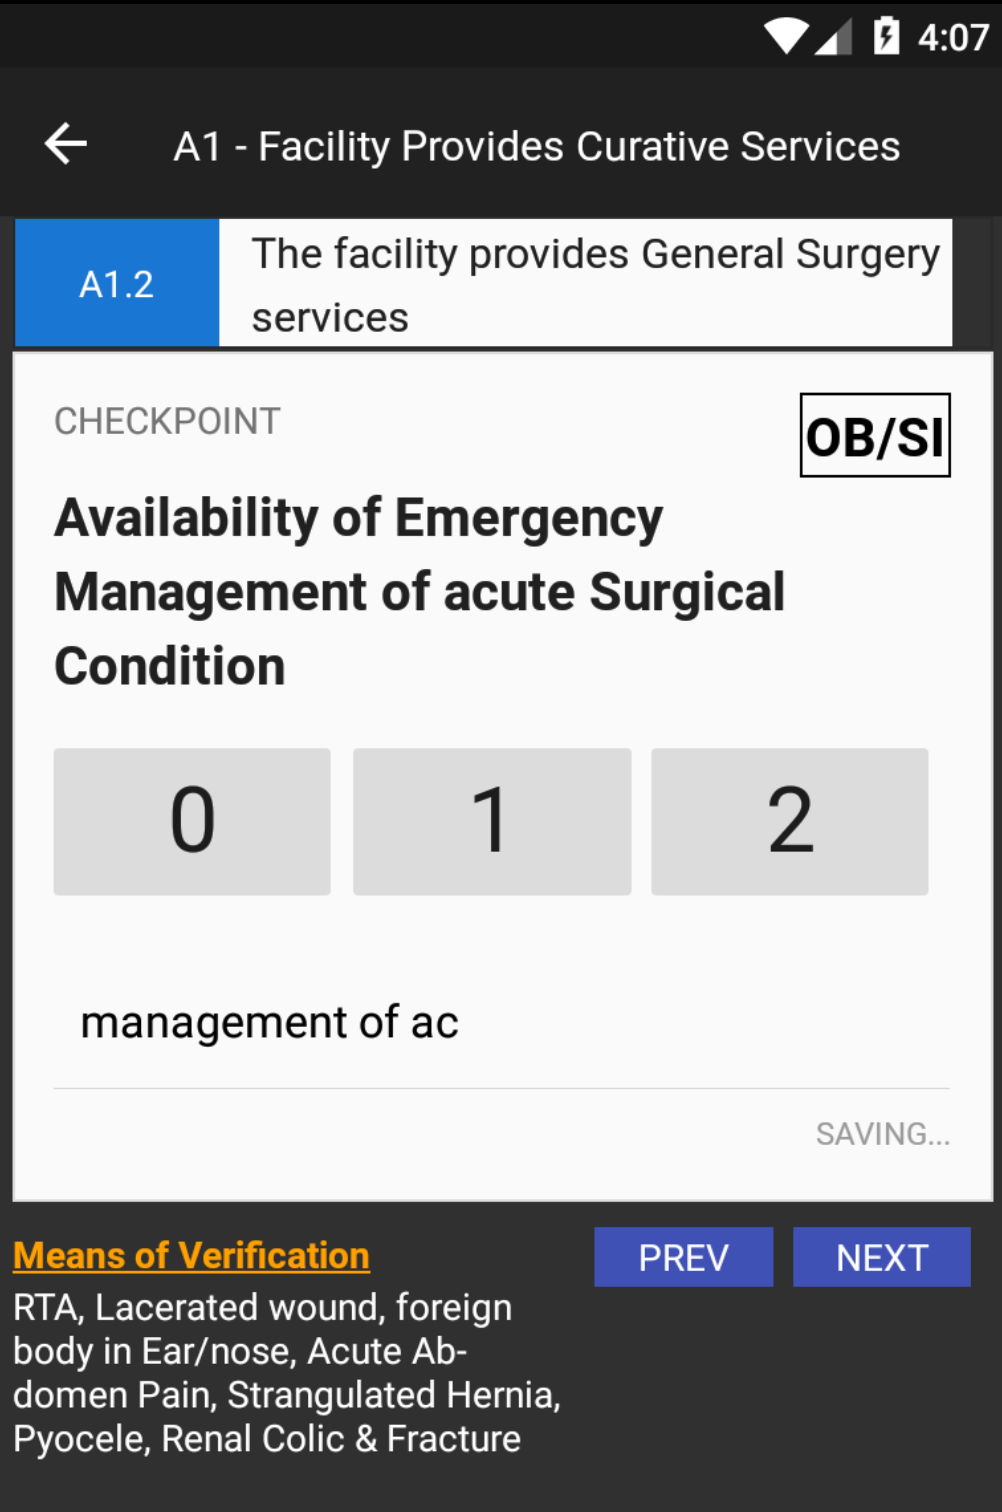 4:07
A1 - Facility Provides Curative Services
A1.2
The facility provides General Surgery
services
CHECKPOINT
OB/SI
Availability of Emergency
Management of acute Surgical
Condition
0 1 2
management of ac
SAVING...
Means of Verification
PREV NEXT
RTA, Lacerated wound, foreign
body in Ear/nose, Acute Ab-
domen Pain, Strangulated Hernia,
Pyocele, Renal Colic & Fracture